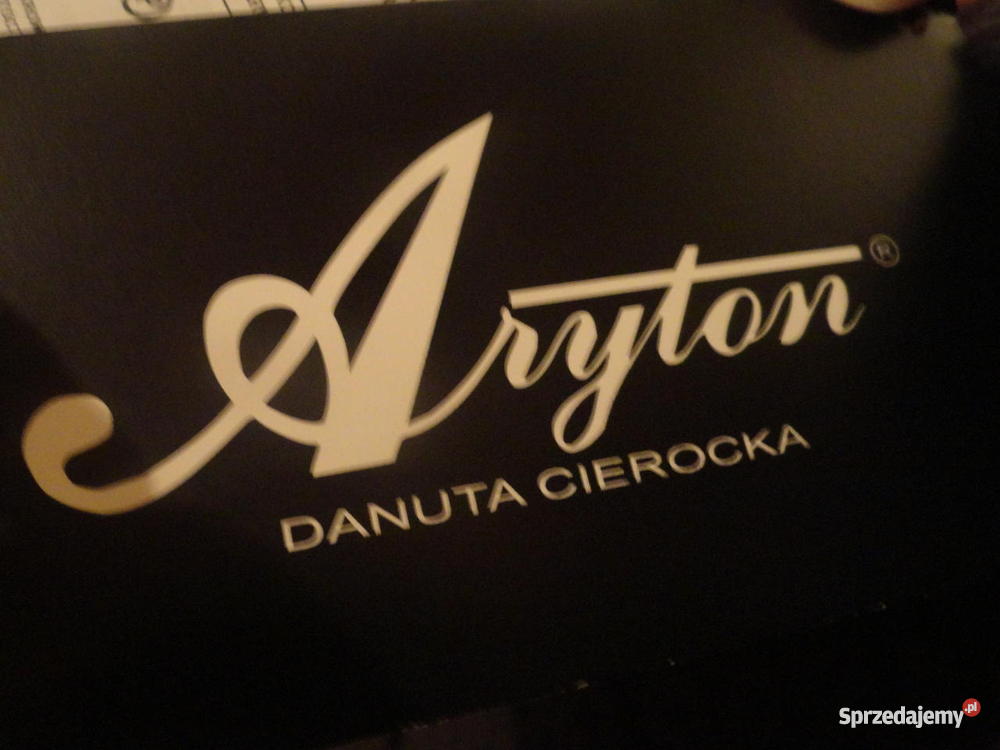 Aryton ®
DANUTA CIEROCKA
Sprzedajemy.pl